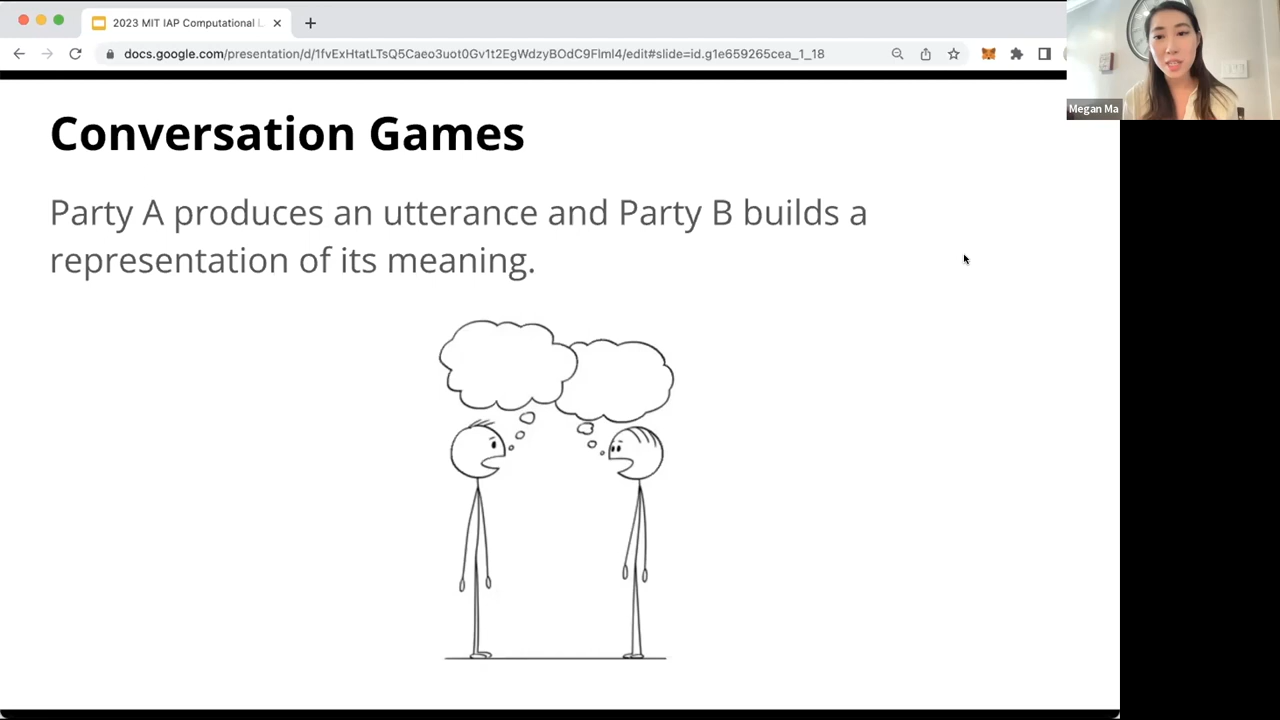 2023 MIT IAP Computational L
docs.google.com/presentation/d/1fvExHtatLTsQ5Caeo3uot0Gv1t2EgWdzyBOdC9Flml4/edit#slide=id.g1e659265cea_1_18
Megan Ma
Conversation Games
Party A produces an utterance and Party B builds a
representation of its meaning.